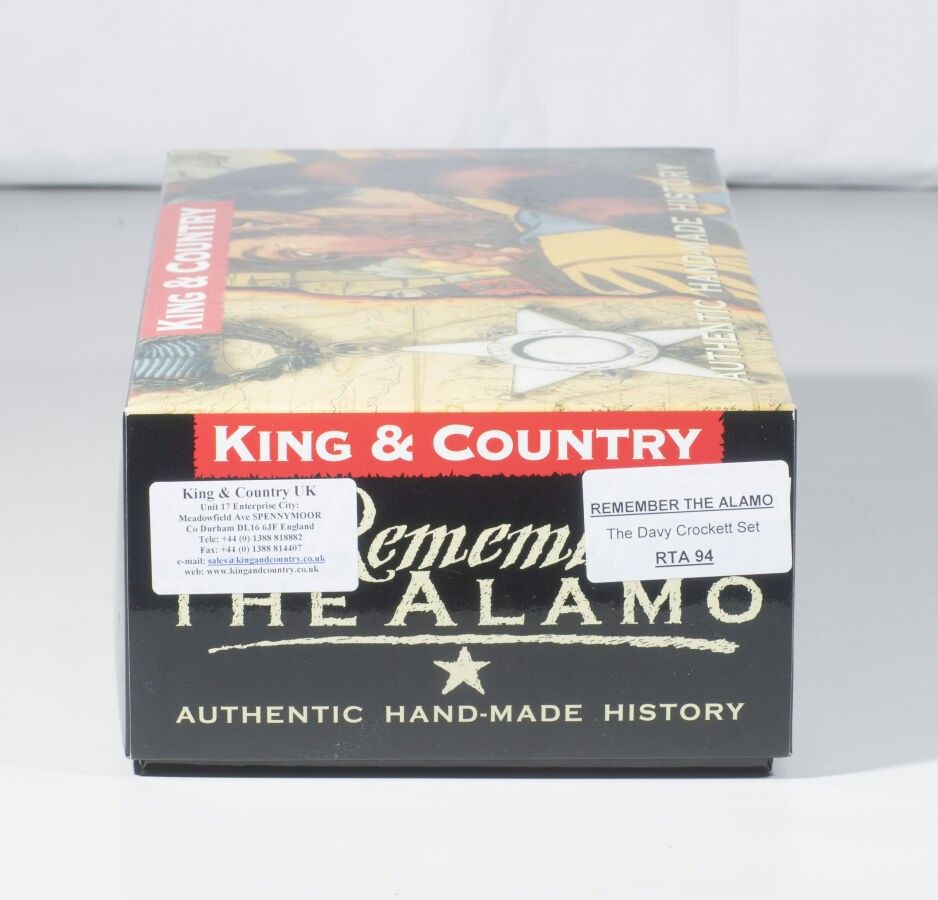 KING & COUNTRY
AUTHENTIC HAND-MADE HISTORY
KING & COUNTRY
King & Country UK
Unit 17 Enterprise City:
Meadowfield Ave SPENNYMOOR
Co Durham DL16 6JF England
Tele: +44 (0) 1388 818882
Fax: +44 (0) 1388 814407
e-mail: sales@kingandcountry.co.uk
web: www.kingandcountry.co.uk
REMEMBER THE ALAMO
The Davy Crockett Set
RTA 94
Remem
THE ALAMO
AUTHENTIC HAND-MADE HISTORY